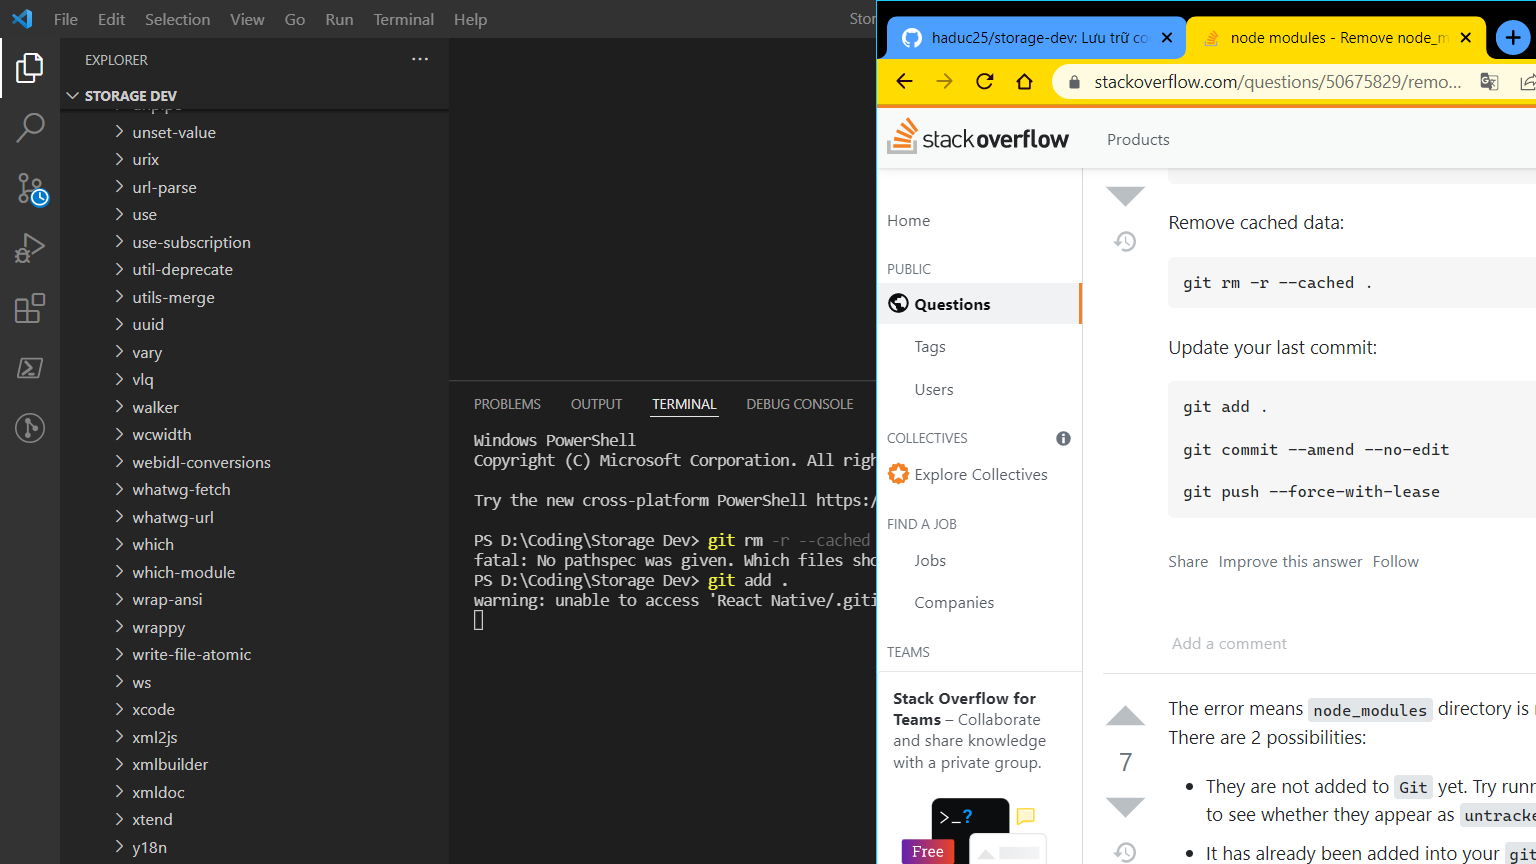 File Edit Selection View Go Run Terminal Help
Stor
EXPLORER
STORAGE DEV
unset-value
urix
url-parse
use
use-subscription
util-deprecate
utils-merge
uuid
vary
vlq
walker
wcwidth
webidl-conversions
whatwg-fetch
whatwg-url
which
which-module
wrap-ansi
wrappy
write-file-atomic
ws
xcode
xml2js
xmlbuilder
xmldoc
xtend
y18n
PROBLEMS OUTPUT TERMINAL DEBUG CONSOLE
Windows PowerShell
Copyright (C) Microsoft Corporation. All righ
Try the new cross-platform PowerShell https:/
PS D:\Coding\Storage Dev> git rm -r --cached
fatal: No pathspec was given. Which files sho
PS D:\Coding\Storage Dev> git add .
warning: unable to access 'React Native/.giti
haduc25/storage-dev: Lưu trữ co
node modules - Remove node_m
stackoverflow.com/questions/50675829/remo...
stackoverflow
Products
Home
PUBLIC
Questions
Tags
Users
COLLECTIVES
Explore Collectives
FIND A JOB
Jobs
Companies
TEAMS
Stack Overflow for
Teams – Collaborate
and share knowledge
with a private group.
>_?
Free
Remove cached data:
git rm -r --cached .
Update your last commit:
git add .
git commit --amend --no-edit
git push --force-with-lease
Share Improve this answer Follow
Add a comment
7
The error means node_modules directory is
There are 2 possibilities:
They are not added to Git yet. Try runn
to see whether they appear as untracke
It has already been added into your git